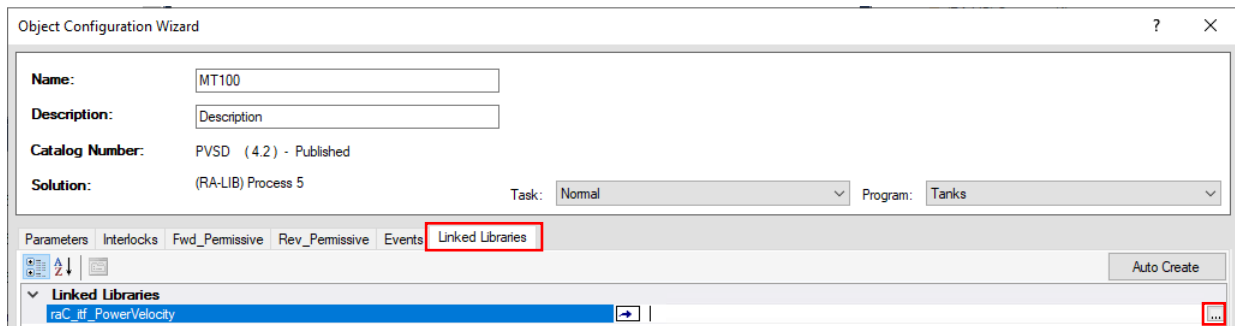 Object Configuration Wizard ? X
Name: MT100
Description: Description
Catalog Number: PVSD (4.2) - Published
Solution: (RA-LIB) Process 5 Task: Normal Program: Tanks
Parameters Interlocks Fwd_Permissive Rev_Permissive Events Linked Libraries
Auto Create
Linked Libraries
raC_itf_PowerVelocity ...